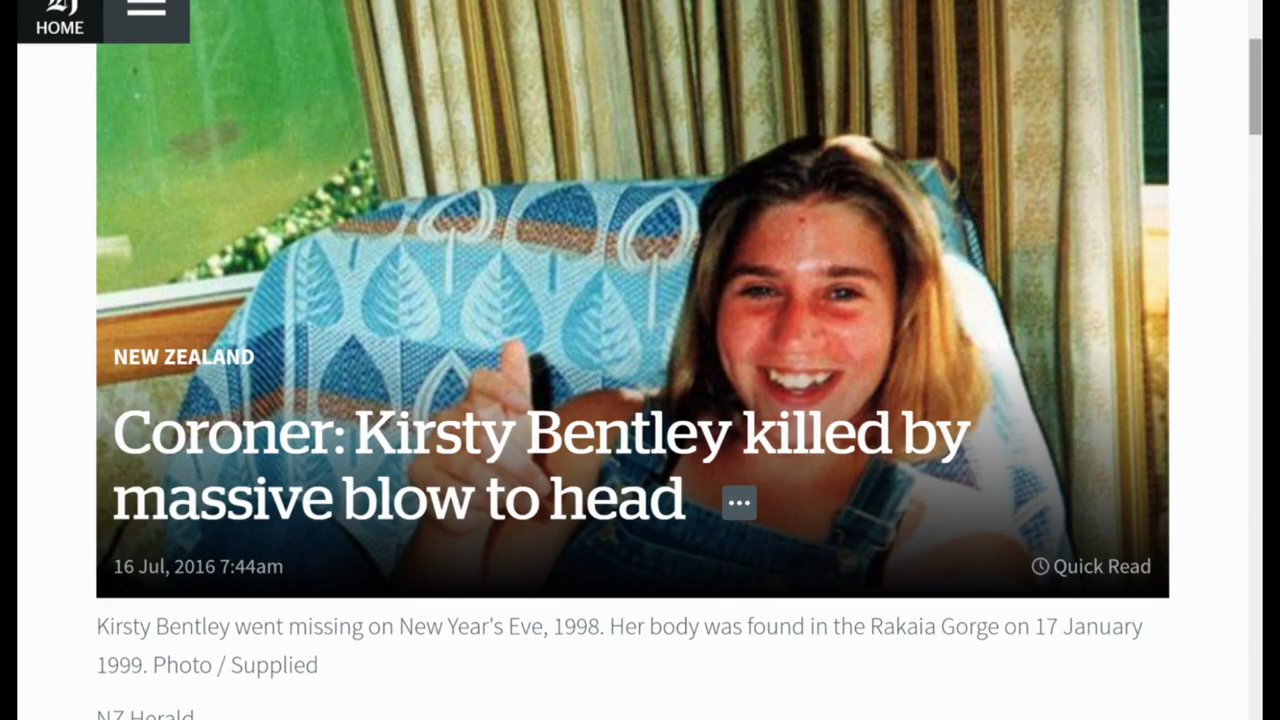 HOME
NEW ZEALAND
Coroner: Kirsty Bentley killed by
massive blow to head
16 Jul, 2016 7:44am
Quick Read
Kirsty Bentley went missing on New Year's Eve, 1998. Her body was found in the Rakaia Gorge on 17 January
1999. Photo / Supplied
NZ Herald